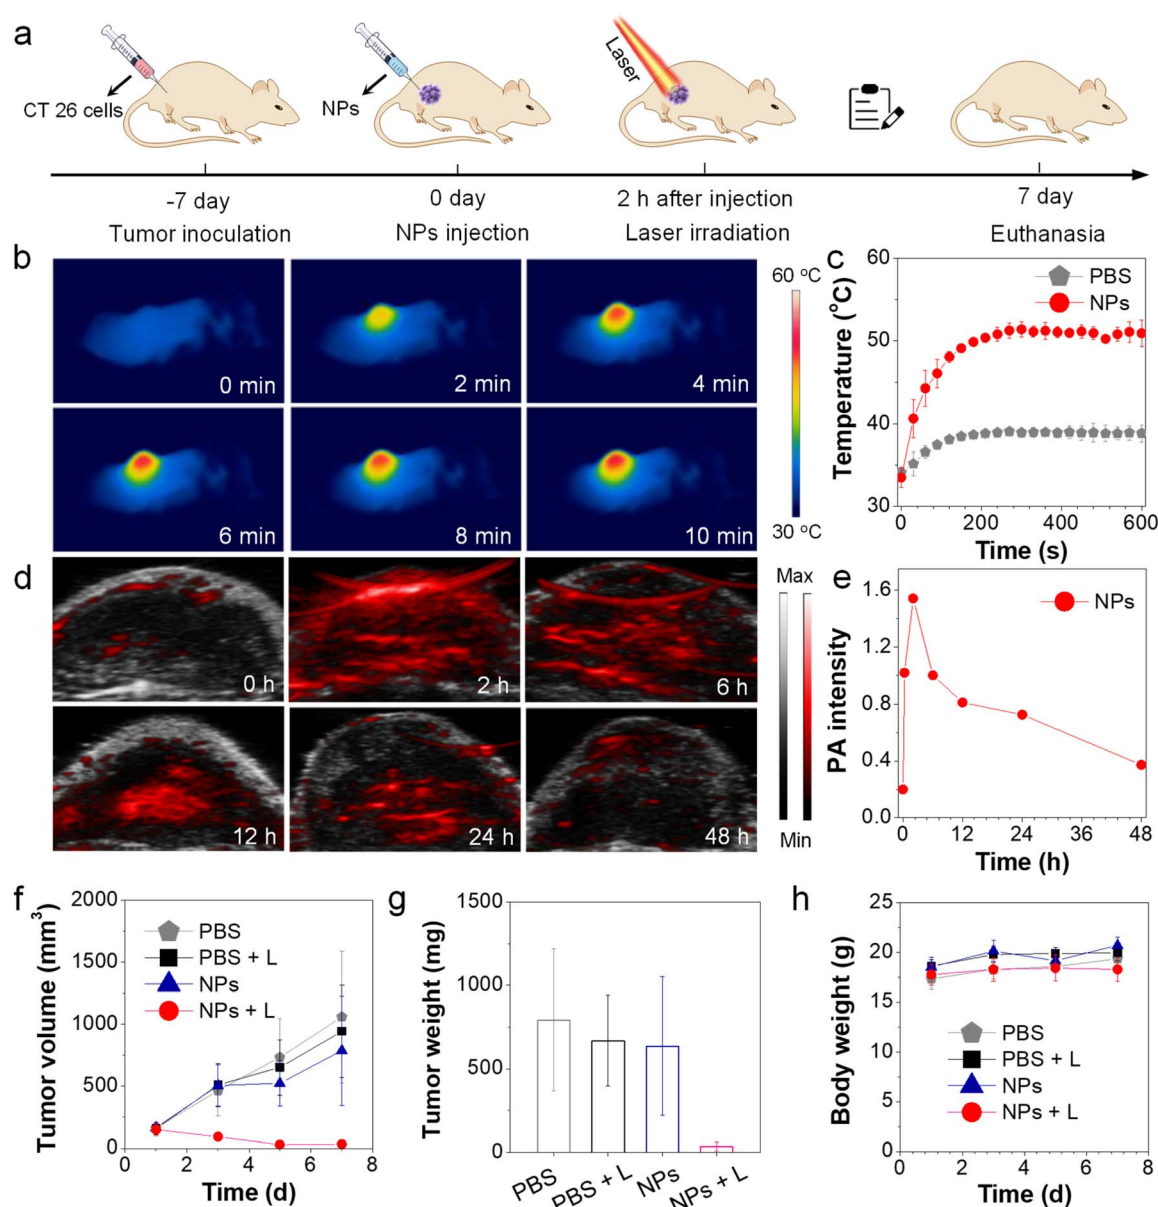 a
CT 26 cells
NPs
Laser
-7 day
0 day
2 h after injection
7 day
Tumor inoculation
NPs injection
Laser irradiation
Euthanasia
b
0 min
2 min
4 min
6 min
8 min
10 min
60 °C
30 °C
c
Temperature (°C)
60
50
40
30
PBS
NPs
0
200
400
600
Time (s)
d
0 h
2 h
6 h
12 h
24 h
48 h
Max
Min
e
PA intensity
1.6
1.2
0.8
0.4
0.0
NPs
0
12
24
36
48
Time (h)
f
Tumor volume (mm³)
2000
1500
1000
500
0
PBS
PBS + L
NPs
NPs + L
0
2
4
6
8
Time (d)
g
Tumor weight (mg)
1500
1000
500
0
PBS
PBS + L
NPs
NPs + L
h
Body weight (g)
25
20
15
10
5
0
PBS
PBS + L
NPs
NPs + L
0
2
4
6
8
Time (d)